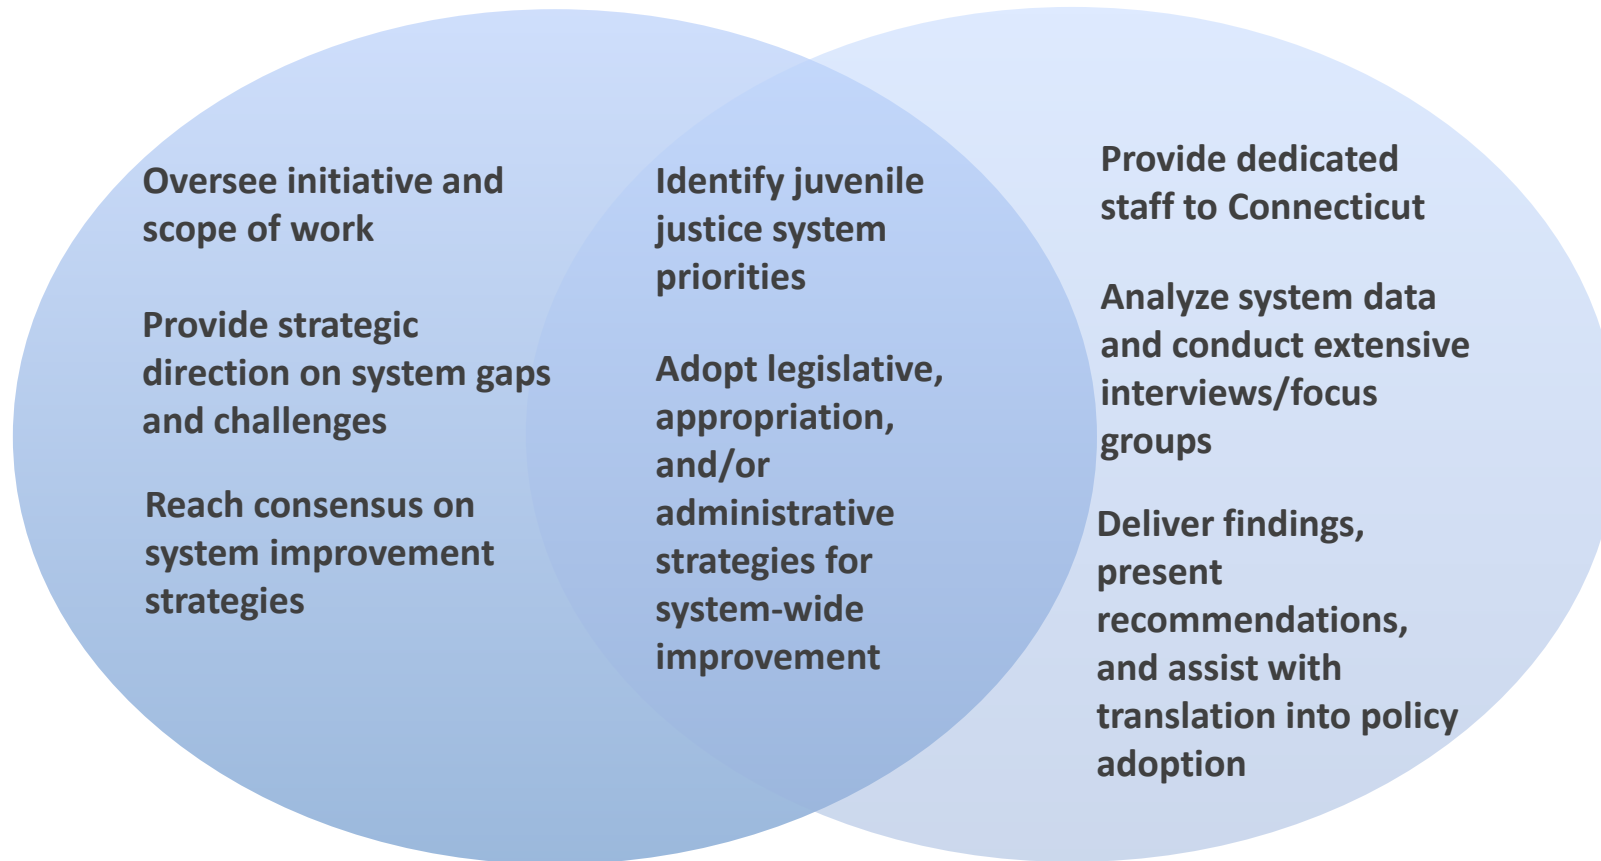 Oversee initiative and
scope of work
Provide strategic
direction on system gaps
and challenges
Reach consensus on
system improvement
strategies
Identify juvenile
justice system
priorities
Adopt legislative,
appropriation,
and/or
administrative
strategies for
system-wide
improvement
Provide dedicated
staff to Connecticut
Analyze system data
and conduct extensive
interviews/focus
groups
Deliver findings,
present
recommendations,
and assist with
translation into policy
adoption